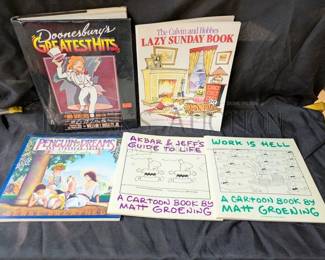 Doonesbury's
GREATEST HITS
The Calvin and Hobbes
LAZY SUNDAY BOOK
PENGUIN DREAMS
AKBAR & JEFF'S
GUIDE TO LIFE
A CARTOON BOOK BY
MATT GROENING
WORK IS HELL
A CARTOON BOOK BY
MATT GROENING